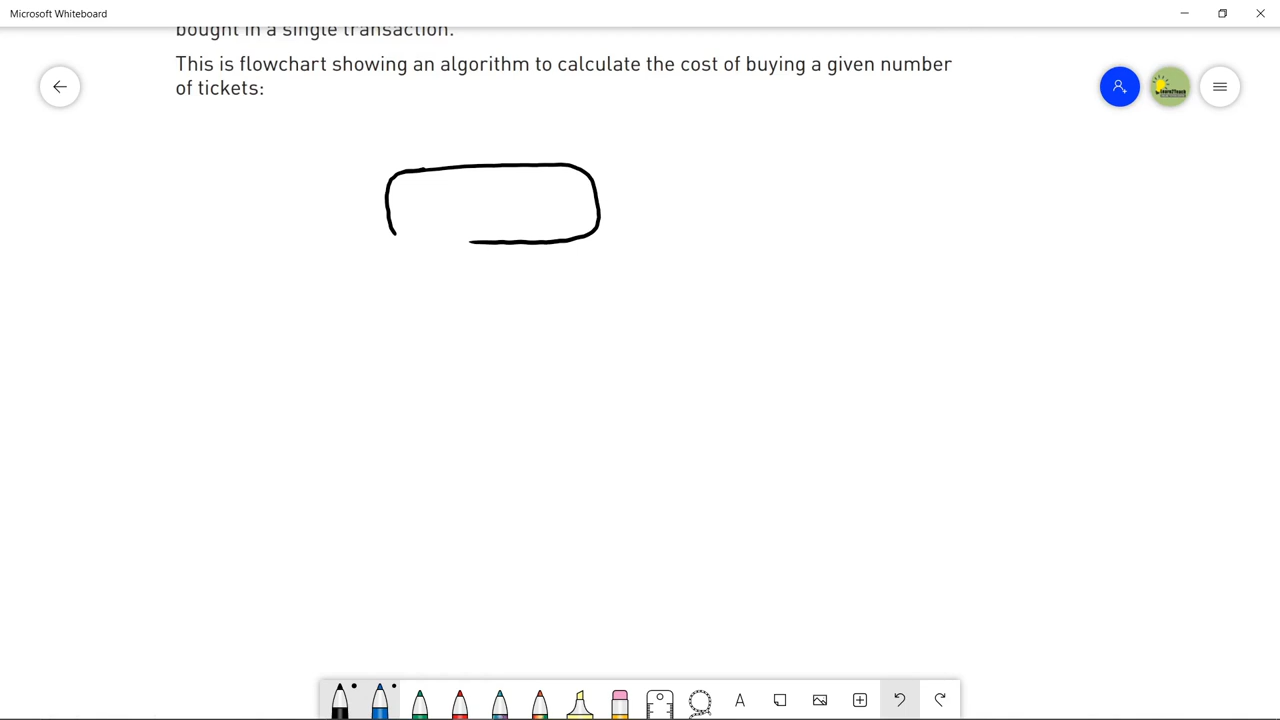 Microsoft Whiteboard
bought in a single transaction.
This is flowchart showing an algorithm to calculate the cost of buying a given number
of tickets: